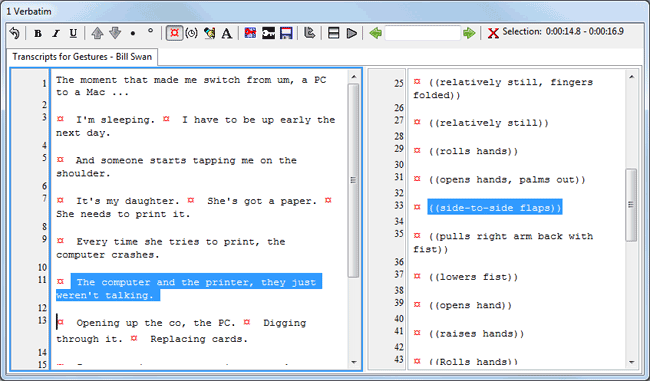 1 Verbatim
B I U A Selection: 0:00:14.8 - 0:00:16.9
Transcripts for Gestures - Bill Swan
1 The moment that made me switch from um, a PC
to a Mac ...
2
3 ¤ I'm sleeping. ¤ I have to be up early the
next day.
4
5 ¤ And someone starts tapping me on the
shoulder.
6
7 ¤ It's my daughter. ¤ She's got a paper. ¤
She needs to print it.
8
9 ¤ Every time she tries to print, the
computer crashes.
10
11 ¤ The computer and the printer, they just
weren't talking.
12
13 ¤ Opening up the co, the PC. ¤ Digging
through it. ¤ Replacing cards.
14
15
25 ¤ ((relatively still, fingers
folded))
26
27 ¤ ((relatively still))
28
29 ¤ ((rolls hands))
30
31 ¤ ((opens hands, palms out))
32
33 ¤ ((side-to-side flaps))
34
35 ¤ ((pulls right arm back with
fist))
36
37 ¤ ((lowers fist))
38
39 ¤ ((opens hand))
40
41 ¤ ((raises hands))
42
43 ¤ ((Rolls hands))